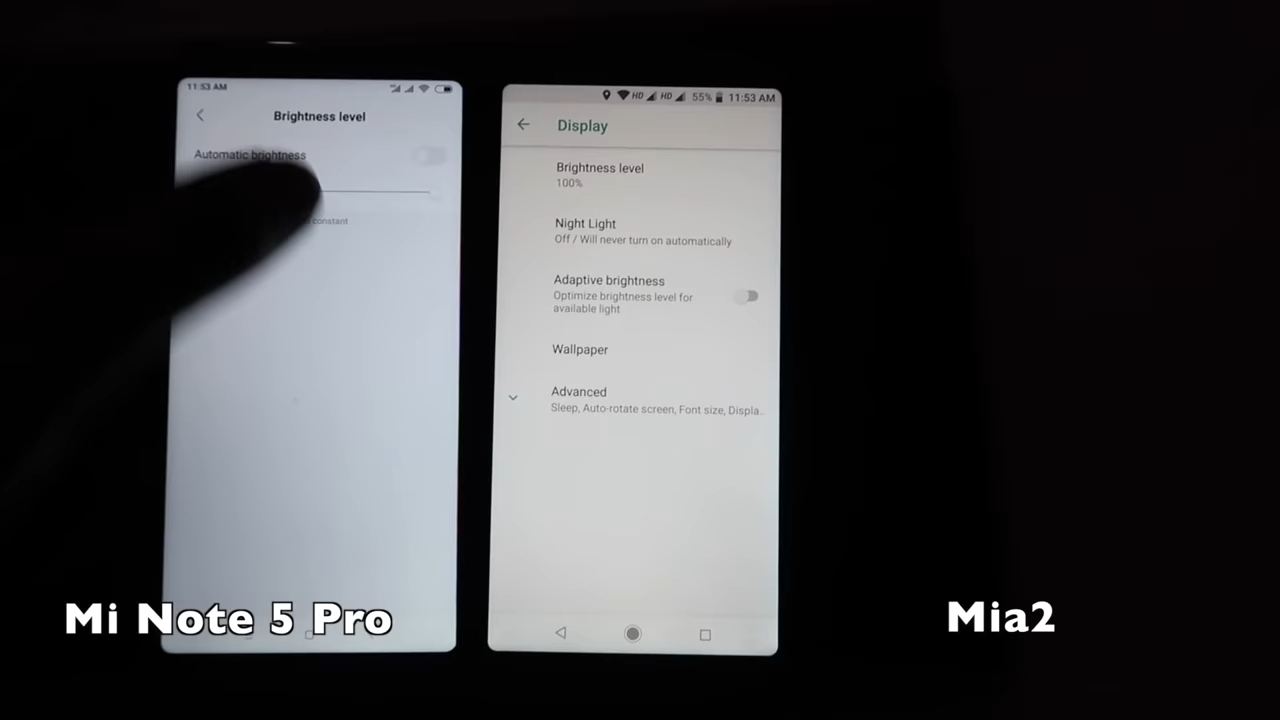 11:53 AM
Brightness level
Automatic brightness
constant
HD HD 55% 11:53 AM
Display
Brightness level
100%
Night Light
Off / Will never turn on automatically
Adaptive brightness
Optimize brightness level for
available light
Wallpaper
Advanced
Sleep, Auto-rotate screen, Font size, Displa..
Mi Note 5 Pro
Mia2